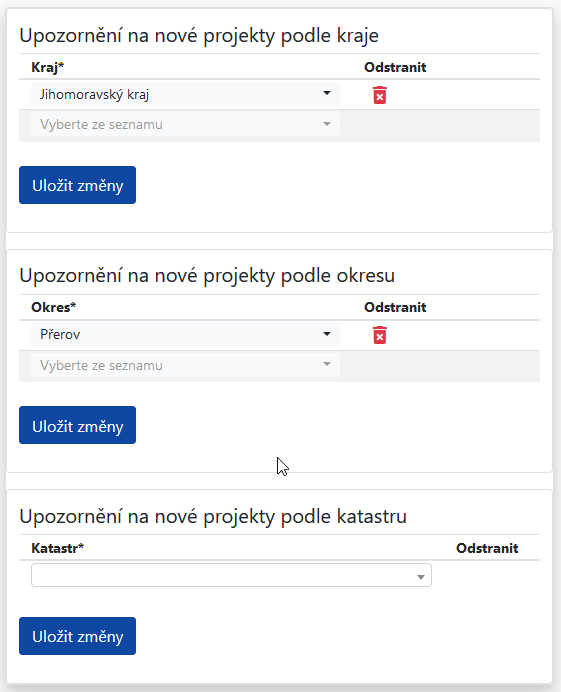 Upozornění na nové projekty podle kraje
Kraj* Odstranit
Jihomoravský kraj
Vyberte ze seznamu
Uložit změny
Upozornění na nové projekty podle okresu
Okres* Odstranit
Přerov
Vyberte ze seznamu
Uložit změny
Upozornění na nové projekty podle katastru
Katastr* Odstranit
Uložit změny